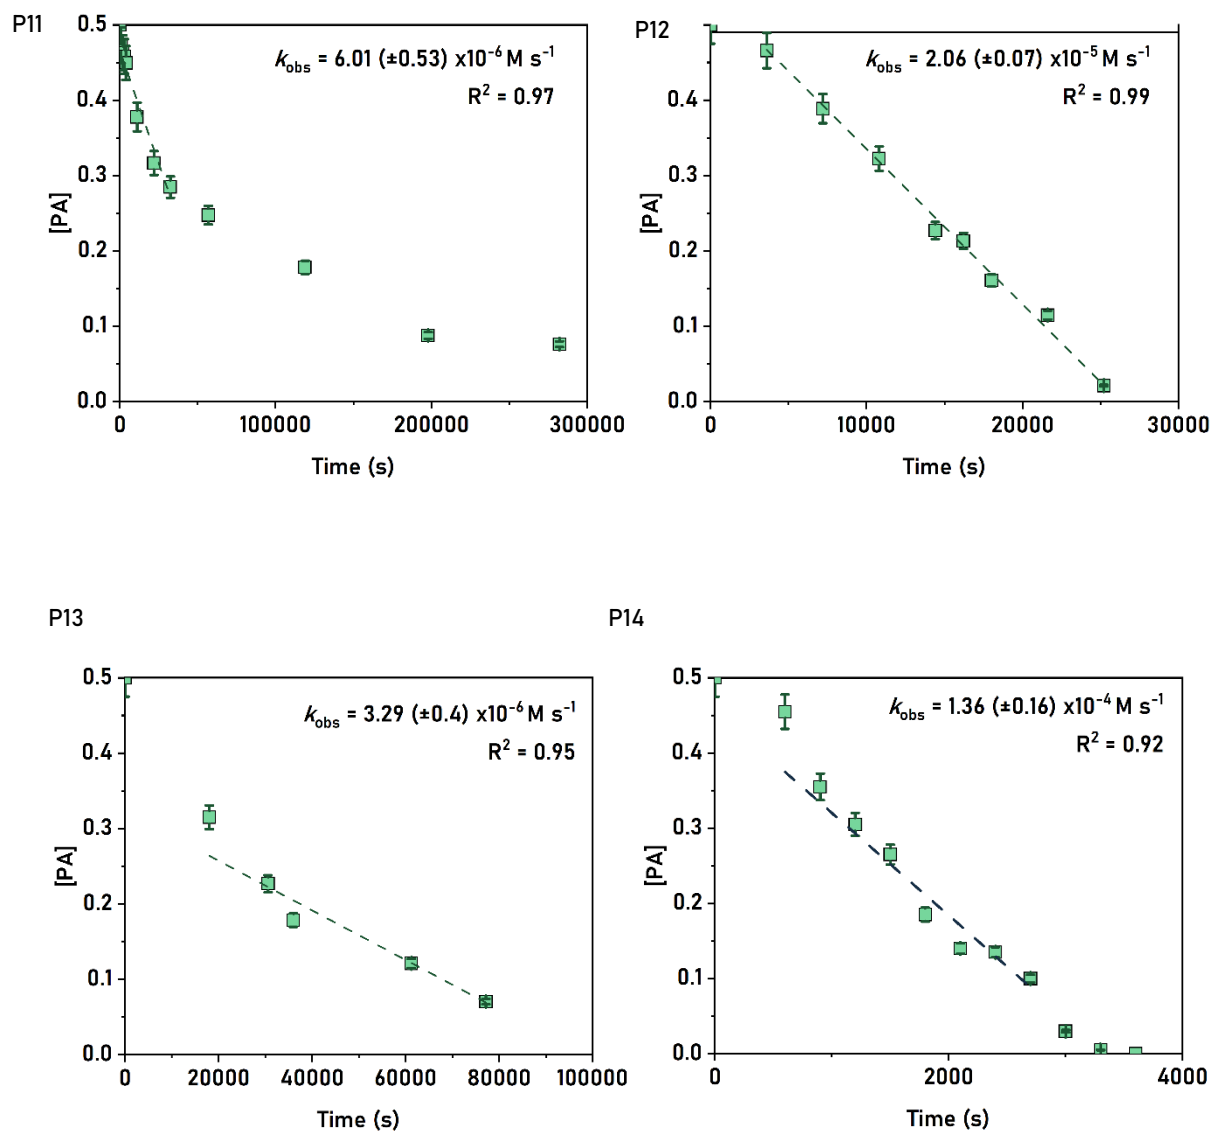 P11
k_obs = 6.01 (±0.53) x10⁻⁶ M s⁻¹
R² = 0.97
[PA]
0.5
0.4
0.3
0.2
0.1
0.0
0 100000 200000 300000
Time (s)
P12
k_obs = 2.06 (±0.07) x10⁻⁵ M s⁻¹
R² = 0.99
[PA]
0.5
0.4
0.3
0.2
0.1
0.0
0 10000 20000 30000
Time (s)
P13
k_obs = 3.29 (±0.4) x10⁻⁶ M s⁻¹
R² = 0.95
[PA]
0.5
0.4
0.3
0.2
0.1
0.0
0 20000 40000 60000 80000 100000
Time (s)
P14
k_obs = 1.36 (±0.16) x10⁻⁴ M s⁻¹
R² = 0.92
[PA]
0.5
0.4
0.3
0.2
0.1
0.0
0 2000 4000
Time (s)